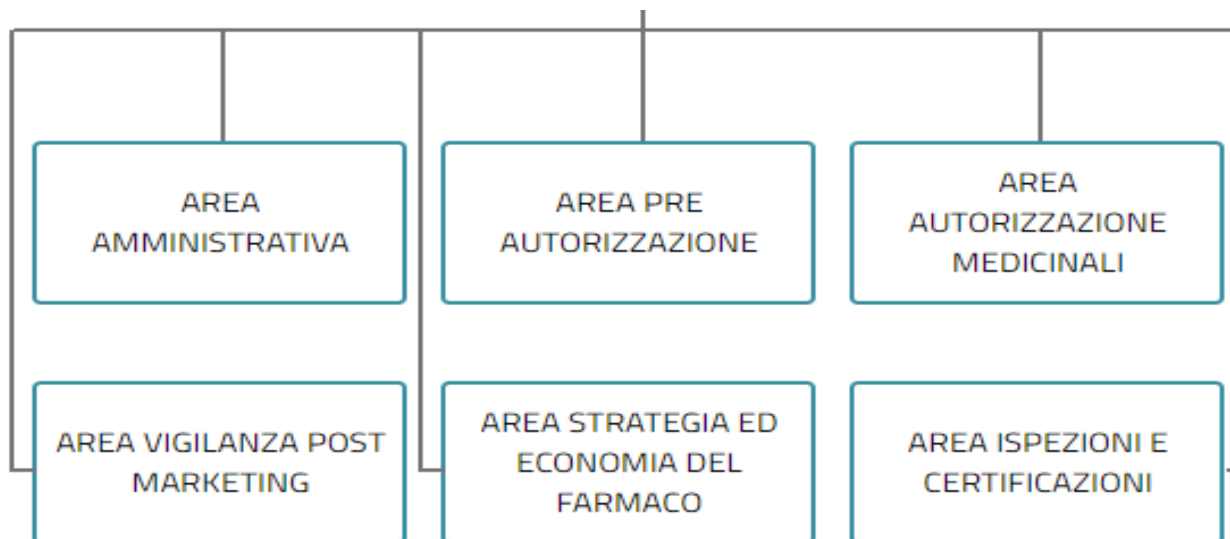 AREA
AMMINISTRATIVA
AREA PRE
AUTORIZZAZIONE
AREA
AUTORIZZAZIONE
MEDICINALI
AREA VIGILANZA POST
MARKETING
AREA STRATEGIA ED
ECONOMIA DEL
FARMACO
AREA ISPEZIONI E
CERTIFICAZIONI